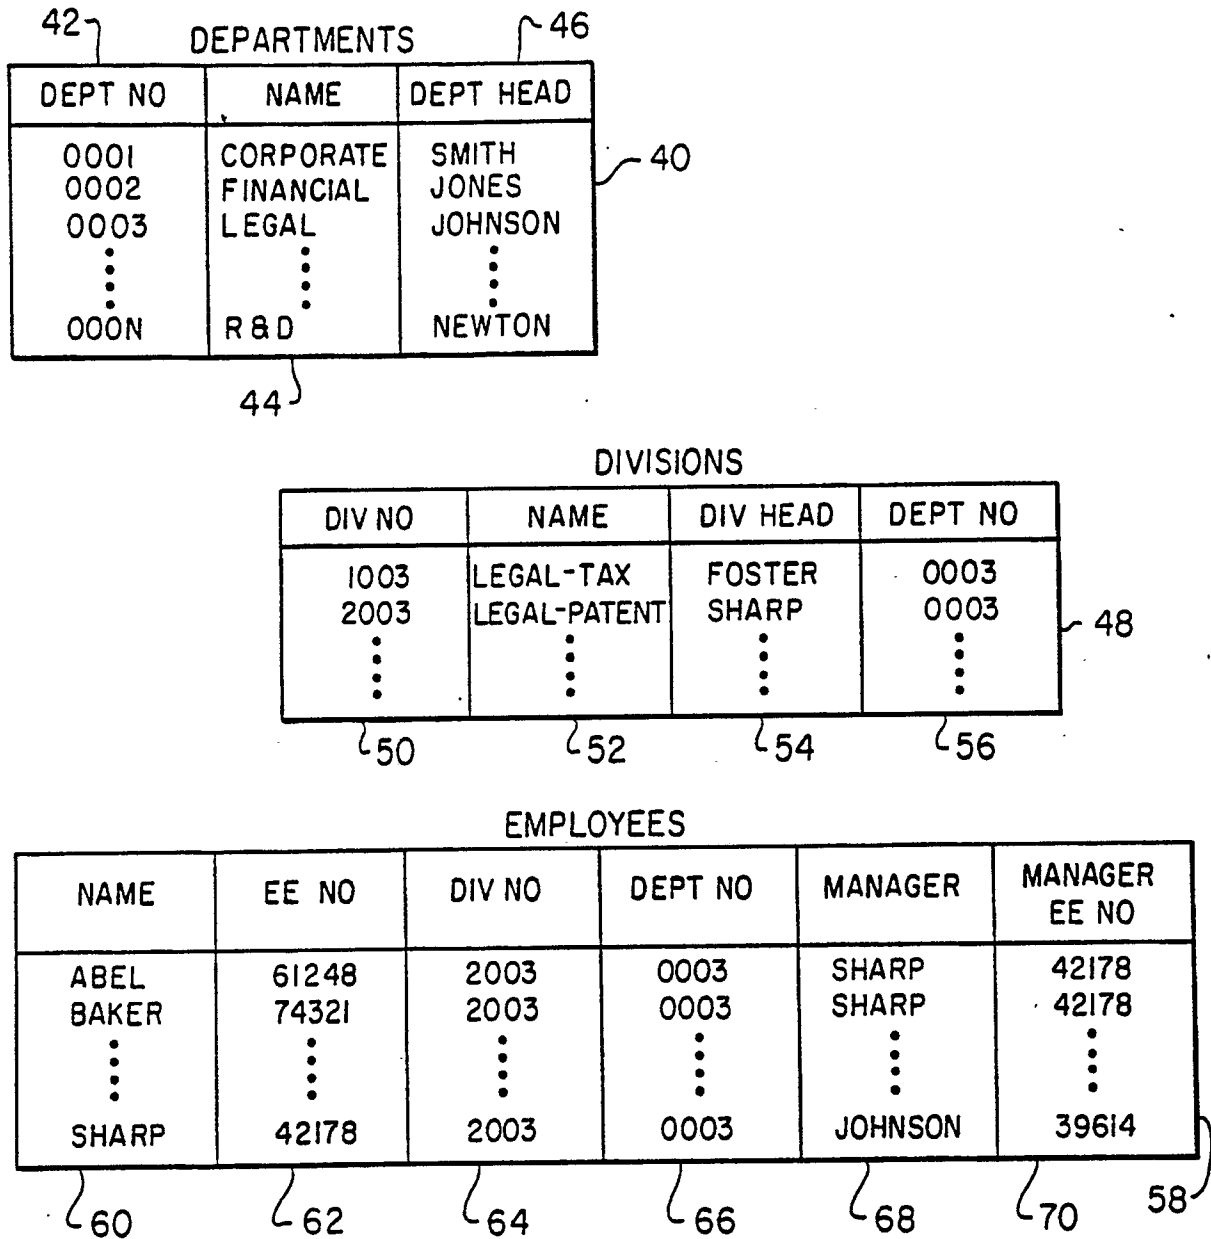 42
DEPARTMENTS
46
DEPT NO NAME DEPT HEAD
0001 CORPORATE SMITH
40
0002 FINANCIAL JONES
0003 LEGAL JOHNSON
000N R&D NEWTON
44
DIVISIONS
DIV NO NAME DIV HEAD DEPT NO
1003 LEGAL-TAX FOSTER 0003
2003 LEGAL-PATENT SHARP 0003
48
50 52 54 56
EMPLOYEES
NAME EE NO DIV NO DEPT NO MANAGER MANAGER EE NO
ABEL 61248 2003 0003 SHARP 42178
BAKER 74321 2003 0003 SHARP 42178
SHARP 42178 2003 0003 JOHNSON 39614
58
60 62 64 66 68 70